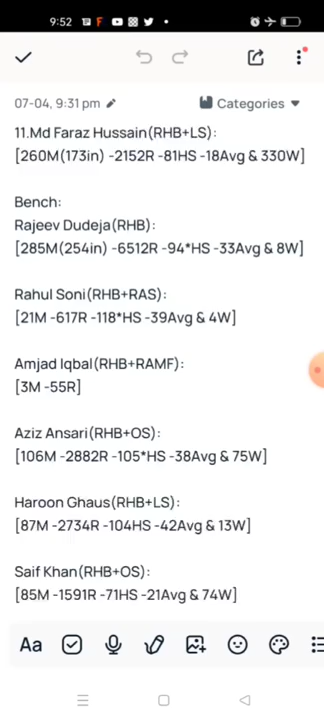 9:52
07-04, 9:31 pm
Categories
11.Md Faraz Hussain(RHB+LS):
[260M(173in) -2152R -81HS -18Avg & 330W]
Bench:
Rajeev Dudeja(RHB):
[285M(254in) -6512R -94*HS -33Avg & 8W]
Rahul Soni(RHB+RAS):
[21M -617R -118*HS -39Avg & 4W]
Amjad Iqbal(RHB+RAMF):
[3M -55R]
Aziz Ansari(RHB+OS):
[106M -2882R -105*HS -38Avg & 75W]
Haroon Ghaus(RHB+LS):
[87M -2734R -104HS -42Avg & 13W]
Saif Khan(RHB+OS):
[85M -1591R -71HS -21Avg & 74W]
Aa